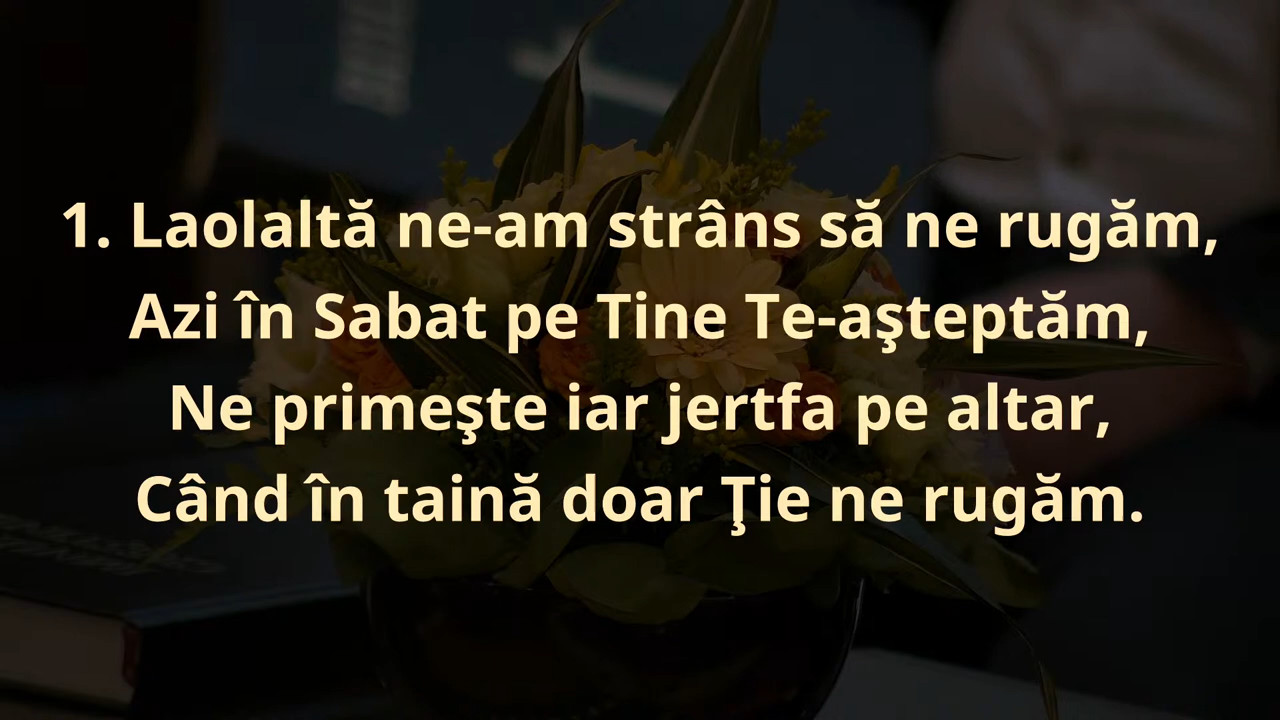 1. Laolaltă ne-am strâns să ne rugăm,
Azi în Sabat pe Tine Te-aşteptăm,
Ne primeşte iar jertfa pe altar,
Când în taină doar Ţie ne rugăm.